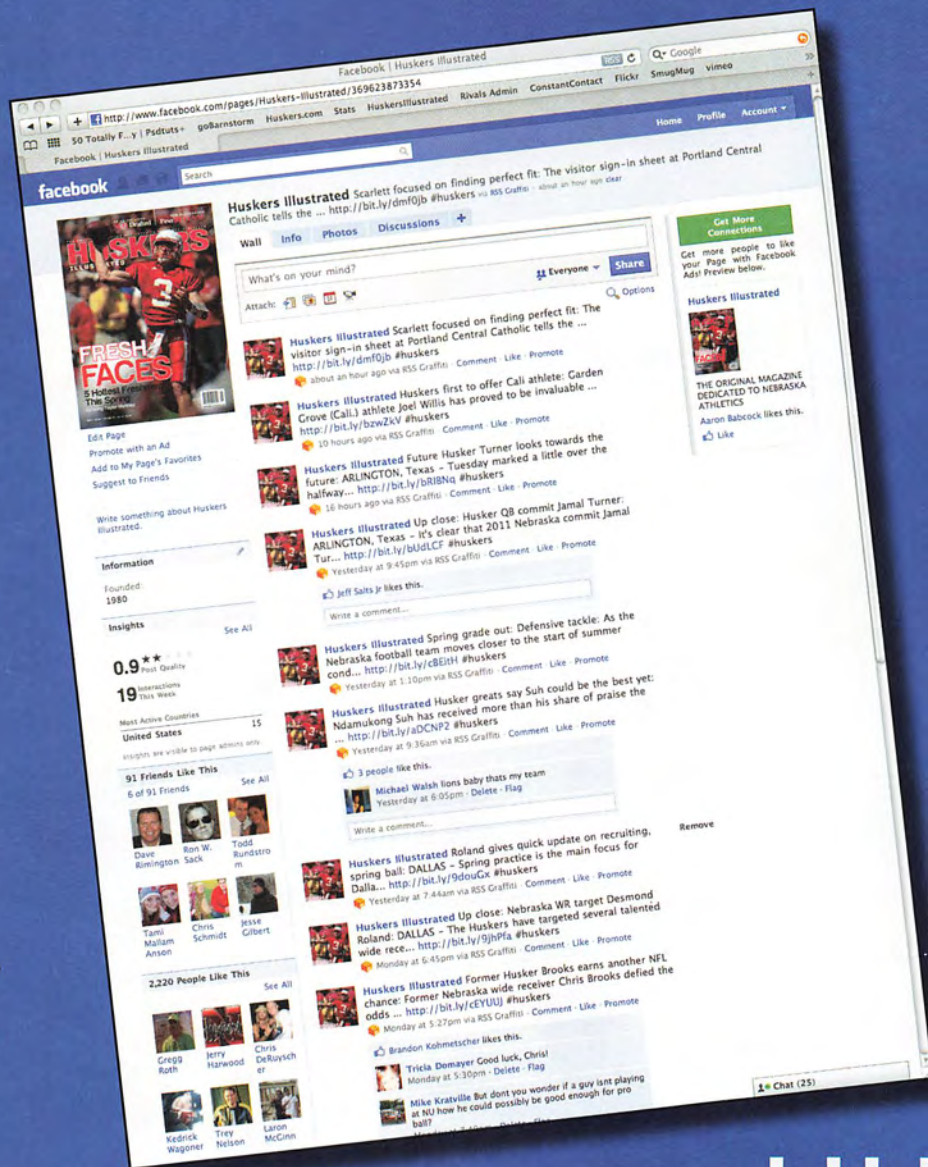 Facebook | Huskers Illustrated
http://www.facebook.com/pages/Huskers-Illustrated/369623873354
RSS
Google
50 Totally F...y | Psdtuts+ goBarnstorm Huskers.com Stats HuskersIllustrated Rivals Admin ConstantContact Flickr SmugMug vimeo
Facebook | Huskers Illustrated
facebook
Search
Home Profile Account
HUSKERS
ILLUSTRATED
3
FRESH
FACES
5 Hottest
This Spring
Edit Page
Promote with an Ad
Add to My Page's Favorites
Suggest to Friends
Write something about Huskers
Illustrated.
Information
Founded:
1980
Insights
See All
0.9 Post Quality
19 Interactions
This Week
Most Active Countries
United States 15
Insights are visible to page admins only.
91 Friends Like This
6 of 91 Friends See All
Dave
Rimington
Ron W.
Sack
Todd
Rundstro
m
Tami
Mallam
Anson
Chris
Schmidt
Jesse
Gilbert
2,220 People Like This
See All
Gregg
Roth
Jerry
Harwood
Chris
DeRuysch
er
Kedrick
Wagoner
Trey
Nelson
Laron
McGinn
Huskers Illustrated Scarlett focused on finding perfect fit: The visitor sign-in sheet at Portland Central
Catholic tells the ... http://bit.ly/dmf0jb #huskers via RSS Graffiti · about an hour ago clear
Wall Info Photos Discussions +
What's on your mind?
Attach:
Everyone Share
Options
Huskers Illustrated Scarlett focused on finding perfect fit: The
visitor sign-in sheet at Portland Central Catholic tells the ...
http://bit.ly/dmf0jb #huskers
about an hour ago via RSS Graffiti · Comment · Like · Promote
Huskers Illustrated Huskers first to offer Cali athlete: Garden
Grove (Cali.) athlete Joel Willis has proved to be invaluable ...
http://bit.ly/bzwZkV #huskers
10 hours ago via RSS Graffiti · Comment · Like · Promote
Huskers Illustrated Future Husker Turner looks towards the
future: ARLINGTON, Texas – Tuesday marked a little over the
halfway... http://bit.ly/bRIBNq #huskers
16 hours ago via RSS Graffiti · Comment · Like · Promote
Huskers Illustrated Up close: Husker QB commit Jamal Turner:
ARLINGTON, Texas – It's clear that 2011 Nebraska commit Jamal
Tur... http://bit.ly/bUdLCF #huskers
Yesterday at 9:45pm via RSS Graffiti · Comment · Like · Promote
Jeff Salts Jr likes this.
Write a comment...
Huskers Illustrated Spring grade out: Defensive tackle: As the
Nebraska football team moves closer to the start of summer
cond... http://bit.ly/cBEitH #huskers
Yesterday at 1:10pm via RSS Graffiti · Comment · Like · Promote
Huskers Illustrated Husker greats say Suh could be the best yet:
Ndamukong Suh has received more than his share of praise the
... http://bit.ly/aDCNP2 #huskers
Yesterday at 9:36am via RSS Graffiti · Comment · Like · Promote
3 people like this.
Michael Walsh lions baby thats my team
Yesterday at 6:05pm · Delete · Flag
Write a comment...
Huskers Illustrated Roland gives quick update on recruiting,
spring ball: DALLAS – Spring practice is the main focus for
Dalla... http://bit.ly/9douGx #huskers
Yesterday at 7:44am via RSS Graffiti · Comment · Like · Promote
Huskers Illustrated Up close: Nebraska WR target Desmond
Roland: DALLAS – The Huskers have targeted several talented
wide rece... http://bit.ly/9jhPfa #huskers
Monday at 6:45pm via RSS Graffiti · Comment · Like · Promote
Huskers Illustrated Former Husker Brooks earns another NFL
chance: Former Nebraska wide receiver Chris Brooks defied the
odds ... http://bit.ly/cEYUUJ #huskers
Monday at 5:27pm via RSS Graffiti · Comment · Like · Promote
Brandon Kohmetscher likes this.
Tricia Domayer Good luck, Chris!
Monday at 5:30pm · Delete · Flag
Mike Kratville But dont you wonder if a guy isnt playing
at NU how he could possibly be good enough for pro
ball?
Get More
Connections
Get more people to like
your Page with Facebook
Ads! Preview below.
Huskers Illustrated
THE ORIGINAL MAGAZINE
DEDICATED TO NEBRASKA
ATHLETICS
Aaron Babcock likes this.
Like
Remove
Chat (25)